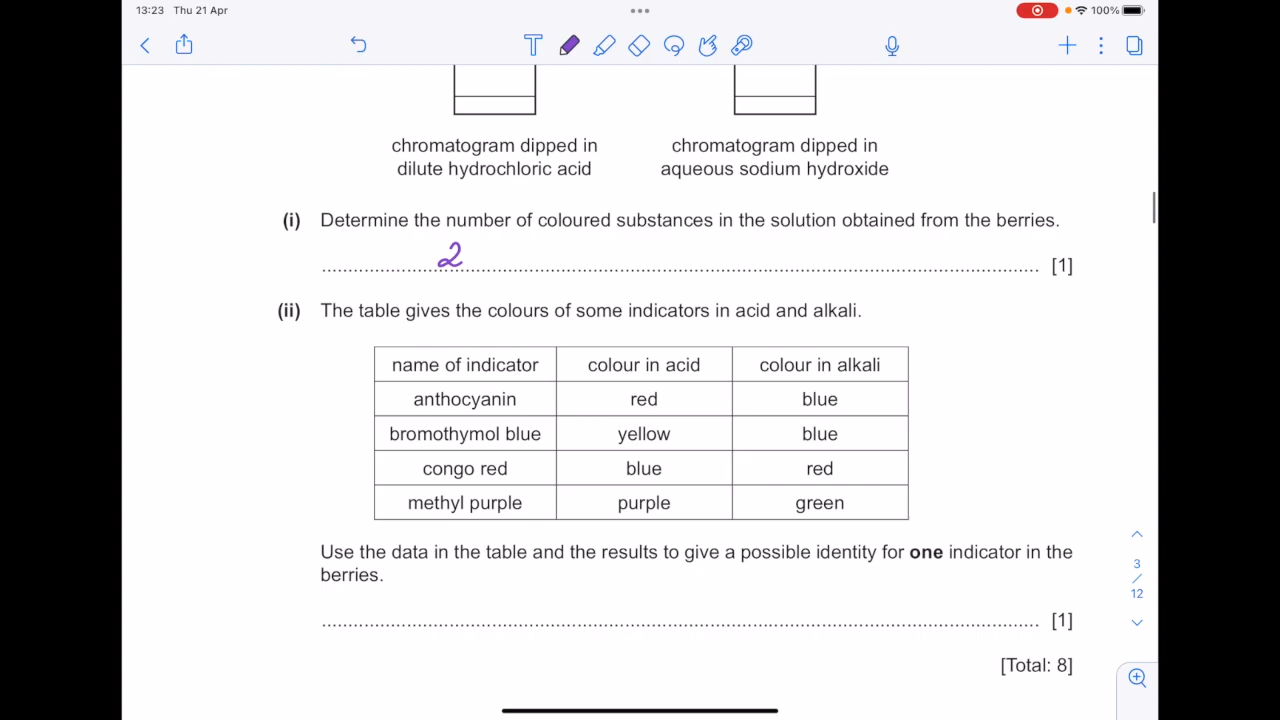 13:23 Thu 21 Apr
100%
chromatogram dipped in
dilute hydrochloric acid
chromatogram dipped in
aqueous sodium hydroxide
(i) Determine the number of coloured substances in the solution obtained from the berries.
2 [1]
(ii) The table gives the colours of some indicators in acid and alkali.
name of indicator colour in acid colour in alkali
anthocyanin red blue
bromothymol blue yellow blue
congo red blue red
methyl purple purple green
Use the data in the table and the results to give a possible identity for one indicator in the
berries.
[1]
[Total: 8]
3
/
12